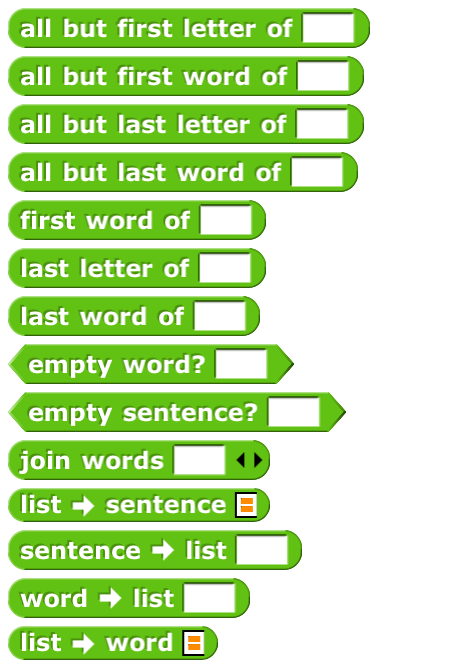 all but first letter of
all but first word of
all but last letter of
all but last word of
first word of
last letter of
last word of
empty word?
empty sentence?
join words
list → sentence
sentence → list
word → list
list → word